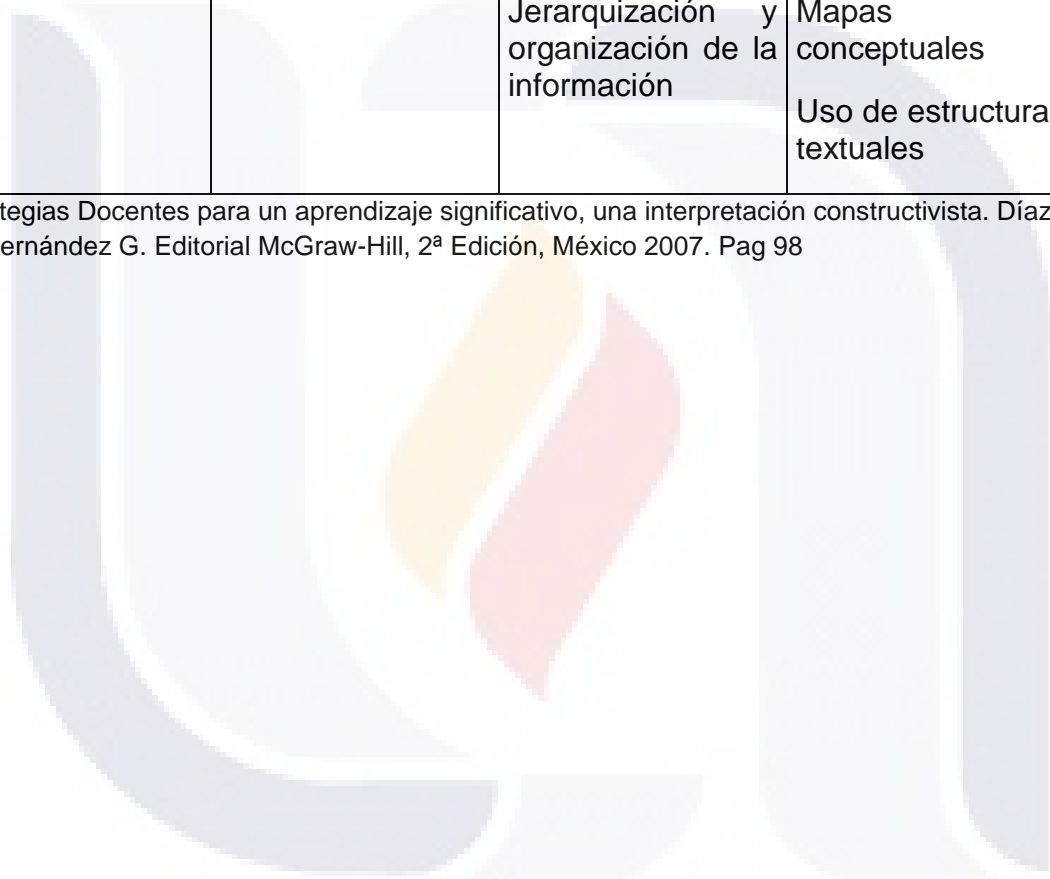 Jerarquización y
organización de la
información
Mapas
conceptuales
Uso de estructura
textuales
tegias Docentes para un aprendizaje significativo, una interpretación constructivista. Díaz
ernández G. Editorial McGraw-Hill, 2ª Edición, México 2007. Pag 98